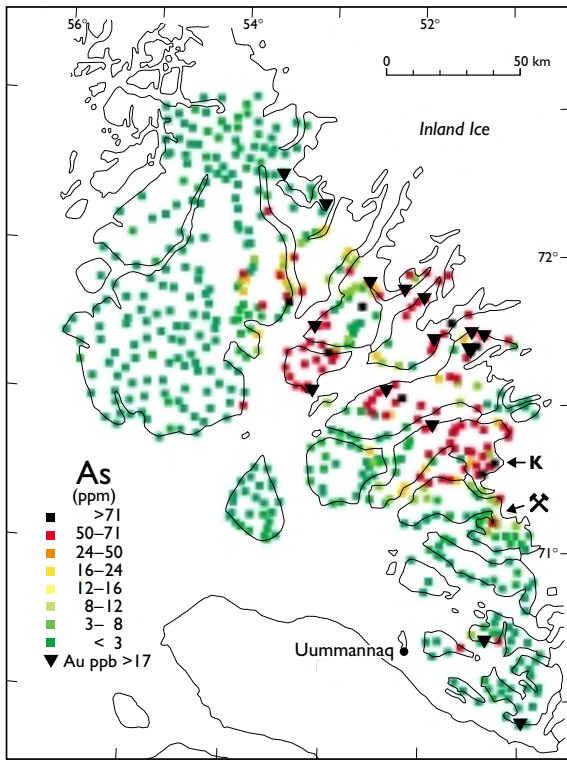 56°
54°
52°
0
50 km
Inland Ice
72°
As
(ppm)
>71
50–71
24–50
16–24
12–16
8–12
3– 8
< 3
Au ppb >17
K
71°
Uummannaq